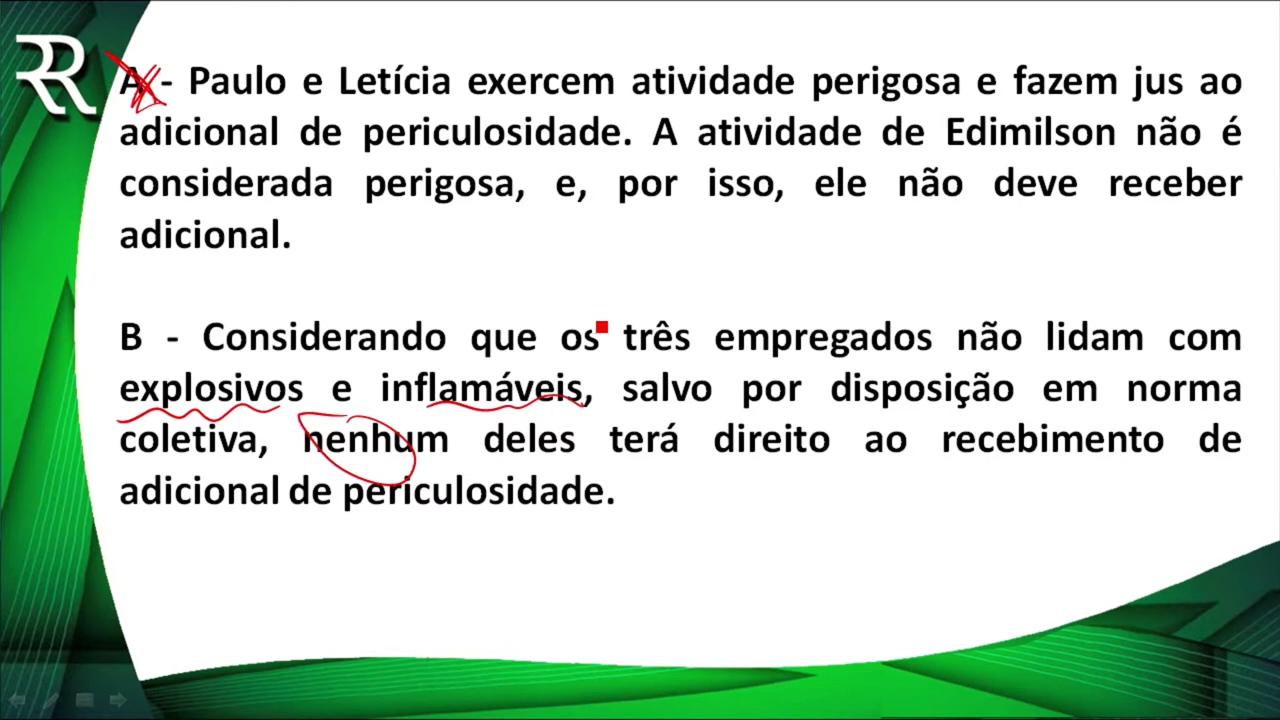 RR
A - Paulo e Letícia exercem atividade perigosa e fazem jus ao
adicional de periculosidade. A atividade de Edimilson não é
considerada perigosa, e, por isso, ele não deve receber
adicional.
B - Considerando que os três empregados não lidam com
explosivos e inflamáveis, salvo por disposição em norma
coletiva, nenhum deles terá direito ao recebimento de
adicional de periculosidade.